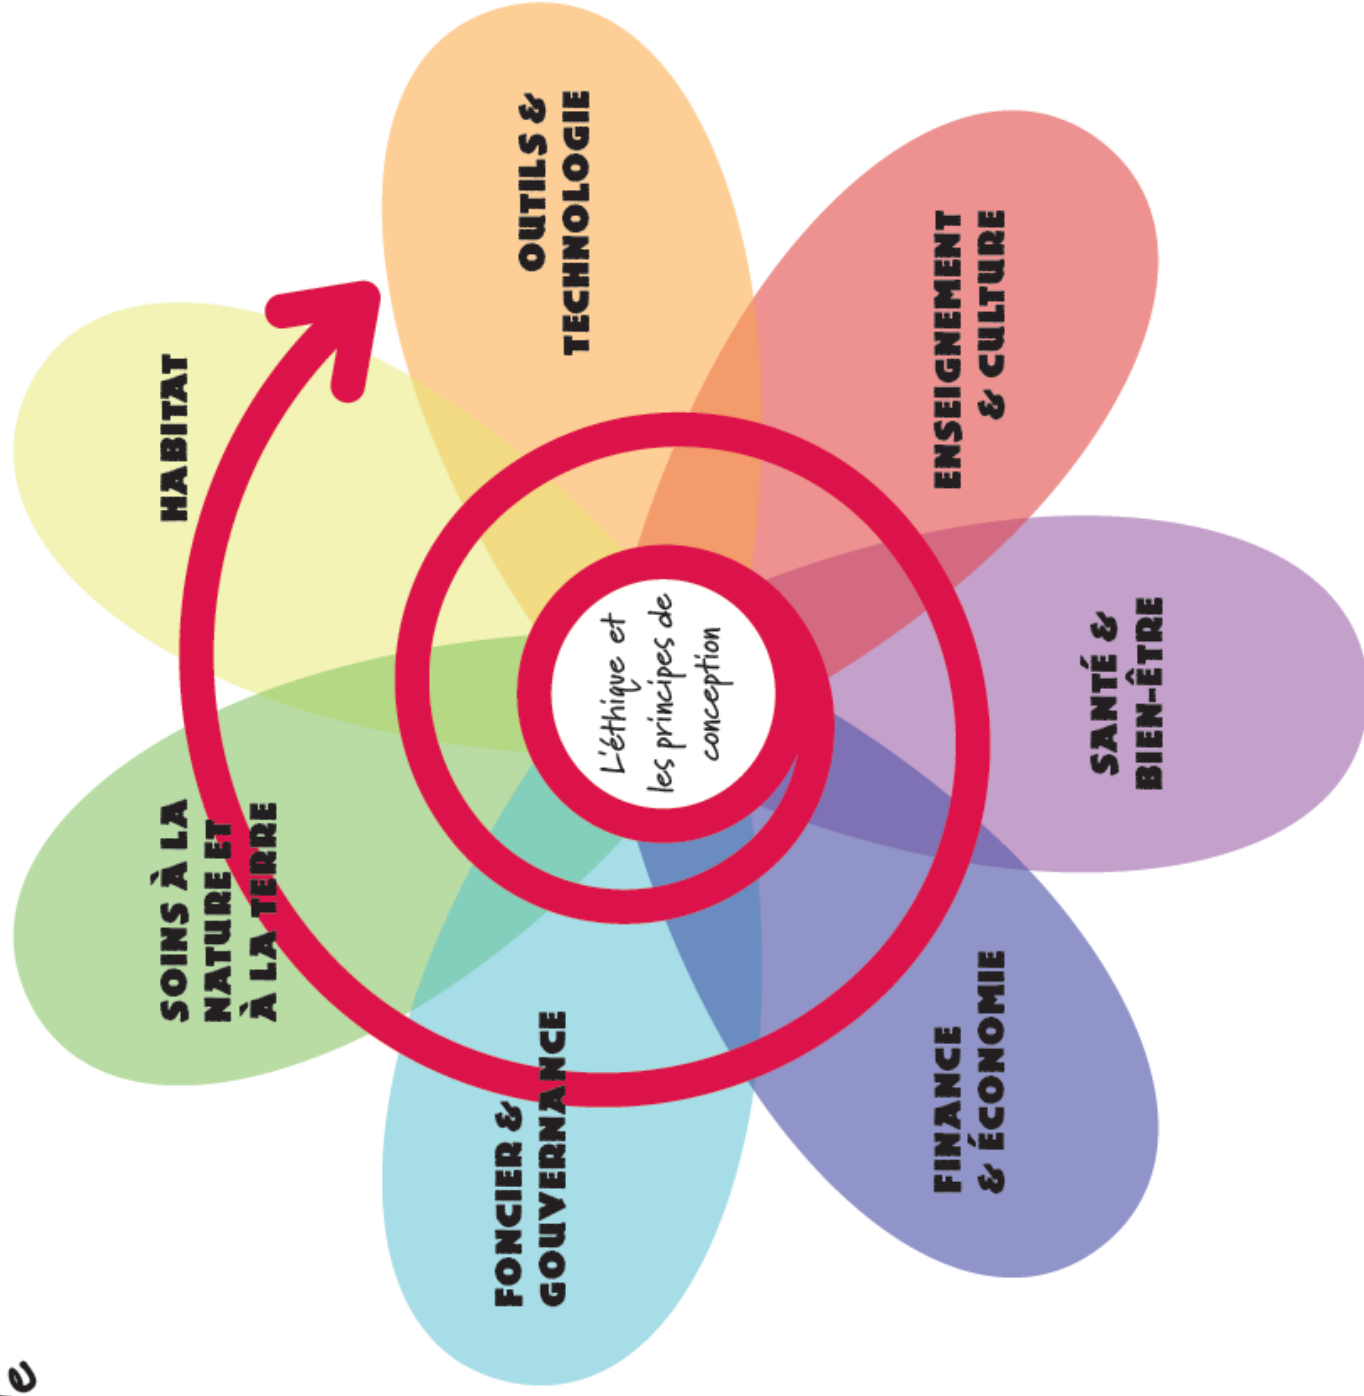 SOINS À LA
NATURE ET
À LA TERRE
HABITAT
OUTILS &
TECHNOLOGIE
ENSEIGNEMENT
& CULTURE
SANTÉ &
BIEN-ÊTRE
FINANCE
& ÉCONOMIE
FONCIER &
GOUVERNANCE
L'éthique et
les principes de
conception